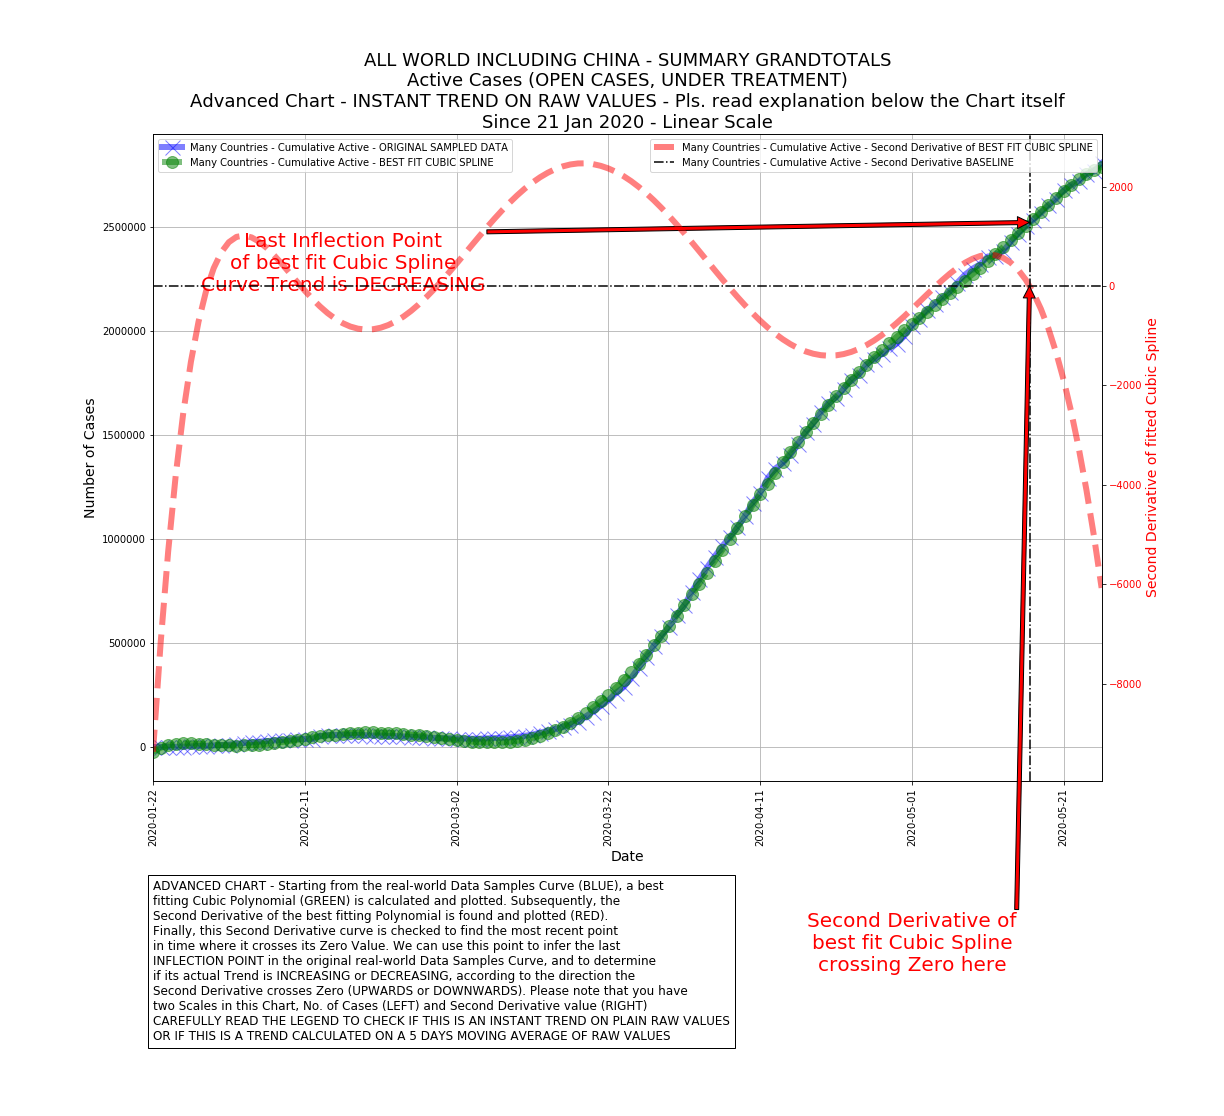 ALL WORLD INCLUDING CHINA - SUMMARY GRANDTOTALS
Active Cases (OPEN CASES, UNDER TREATMENT)
Advanced Chart - INSTANT TREND ON RAW VALUES - Pls. read explanation below the Chart itself
Since 21 Jan 2020 - Linear Scale
Many Countries - Cumulative Active - ORIGINAL SAMPLED DATA
Many Countries - Cumulative Active - BEST FIT CUBIC SPLINE
Many Countries - Cumulative Active - Second Derivative of BEST FIT CUBIC SPLINE
Many Countries - Cumulative Active - Second Derivative BASELINE
Last Inflection Point
of best fit Cubic Spline
Curve Trend is DECREASING
Number of Cases
2500000
2000000
1500000
1000000
500000
0
2000
0
−2000
−4000
−6000
−8000
Second Derivative of fitted Cubic Spline
2020-01-22
2020-02-11
2020-03-02
2020-03-22
2020-04-11
2020-05-01
2020-05-21
Date
ADVANCED CHART - Starting from the real-world Data Samples Curve (BLUE), a best
fitting Cubic Polynomial (GREEN) is calculated and plotted. Subsequently, the
Second Derivative of the best fitting Polynomial is found and plotted (RED).
Finally, this Second Derivative curve is checked to find the most recent point
in time where it crosses its Zero Value. We can use this point to infer the last
INFLECTION POINT in the original real-world Data Samples Curve, and to determine
if its actual Trend is INCREASING or DECREASING, according to the direction the
Second Derivative crosses Zero (UPWARDS or DOWNWARDS). Please note that you have
two Scales in this Chart, No. of Cases (LEFT) and Second Derivative value (RIGHT)
CAREFULLY READ THE LEGEND TO CHECK IF THIS IS AN INSTANT TREND ON PLAIN RAW VALUES
OR IF THIS IS A TREND CALCULATED ON A 5 DAYS MOVING AVERAGE OF RAW VALUES
Second Derivative of
best fit Cubic Spline
crossing Zero here